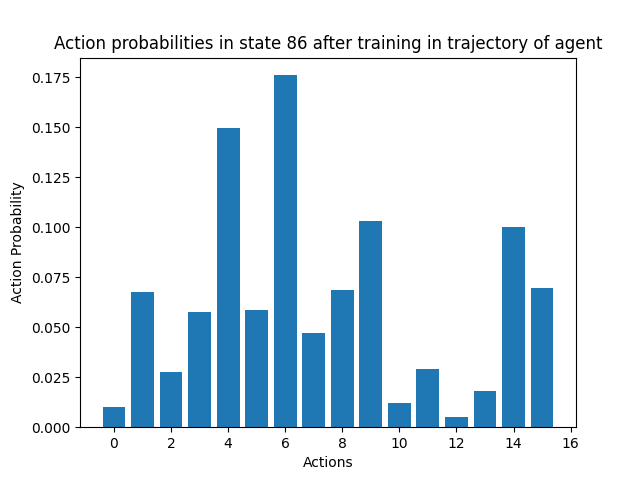 Action probabilities in state 86 after training in trajectory of agent
0.175
0.150
0.125
0.100
0.075
0.050
0.025
0.000
Action Probability
0 2 4 6 8 10 12 14 16
Actions